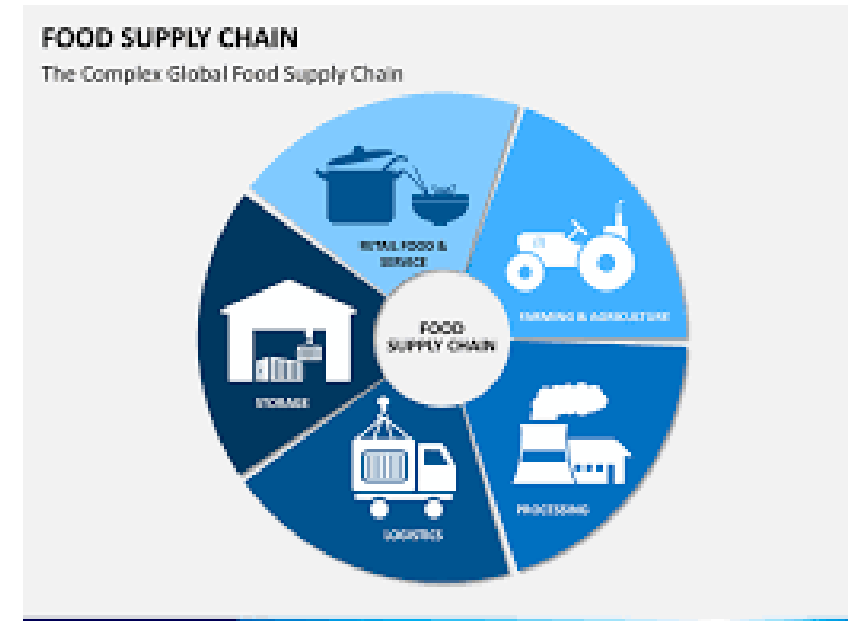 FOOD SUPPLY CHAIN
The Complex Global Food Supply Chain
RETAIL FOOD &
SERVICE
FARMING & AGRICULTURE
FOOD
SUPPLY CHAIN
STORAGE
PROCESSING
LOGISTICS